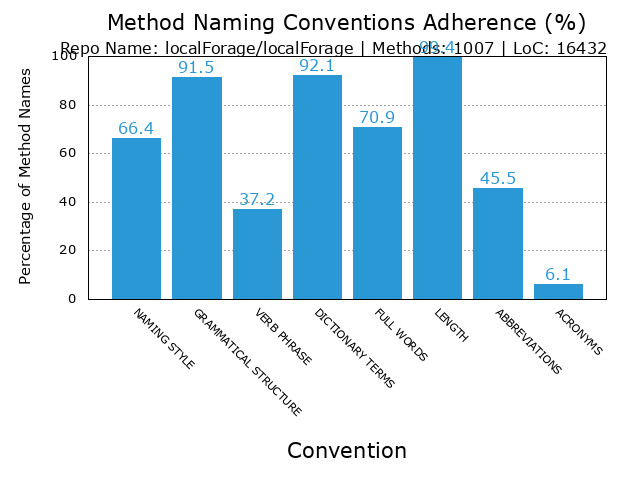 Method Naming Conventions Adherence (%)
Repo Name: localForage/localForage | Methods: 1007 | LoC: 16432
Percentage of Method Names
100
80
60
40
20
0
66.4
91.5
37.2
92.1
70.9
99.4
45.5
6.1
NAMING STYLE
GRAMMATICAL STRUCTURE
VERB PHRASE
DICTIONARY TERMS
FULL WORDS
LENGTH
ABBREVIATIONS
ACRONYMS
Convention